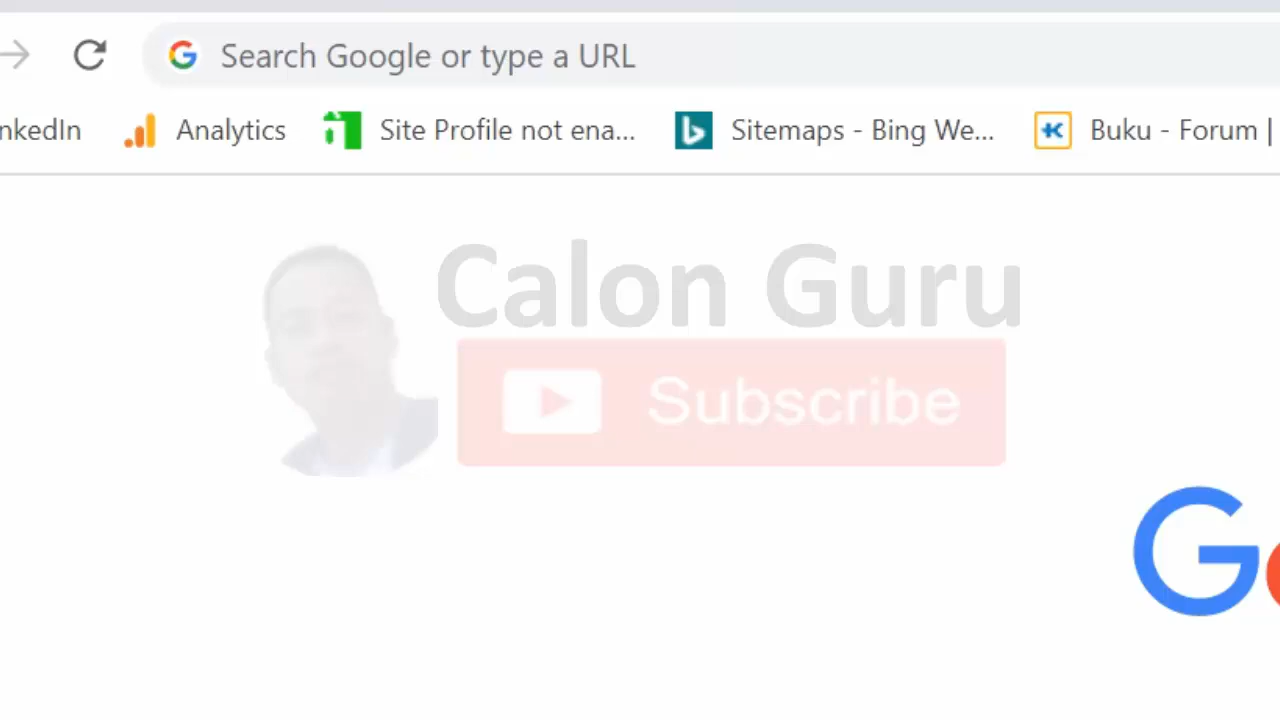 Search Google or type a URL
nkedIn Analytics Site Profile not ena... Sitemaps - Bing We... Buku - Forum |
Calon Guru
Subscribe
G